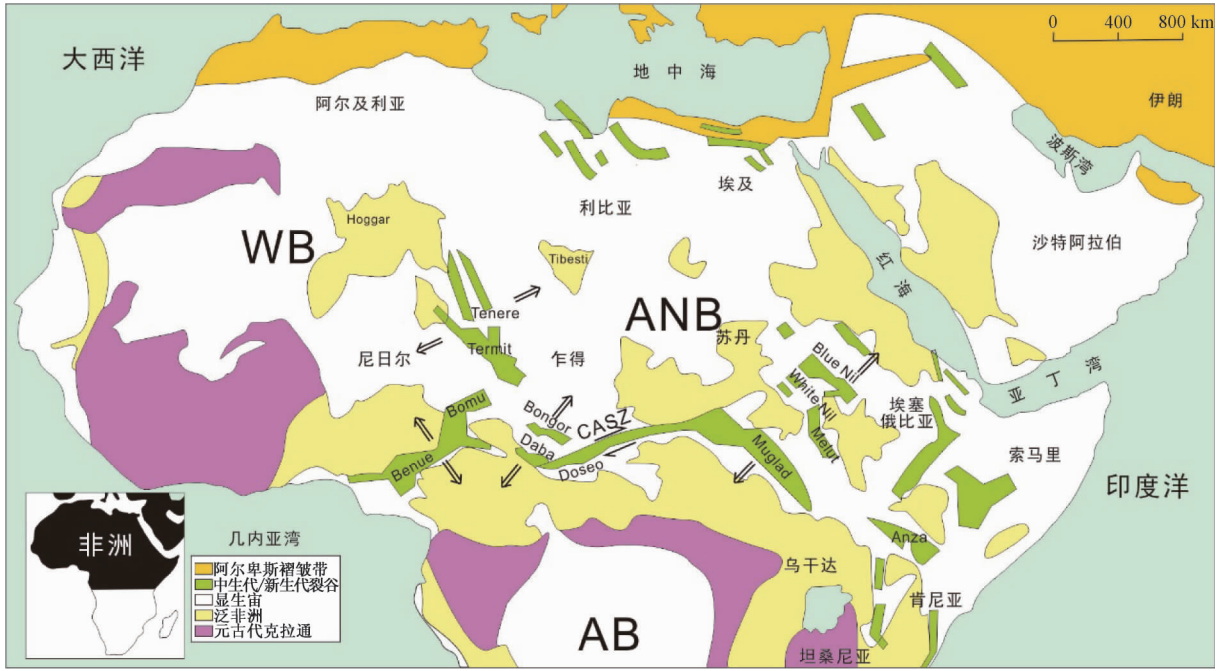 大西洋
0 400 800 km
地中海
阿尔及利亚
伊朗
波斯湾
埃及
利比亚
Hoggar
WB
沙特阿拉伯
Tibesti
红海
ANB
Tenere
苏丹
尼日尔
Termit
乍得
Blue Nil
White Nil
亚丁湾
Bomu
Bongor
CASZ
埃塞
俄比亚
Daba
Doseo
Benue
Muglad
Melut
索马里
印度洋
非洲
几内亚湾
Anza
乌干达
肯尼亚
AB
坦桑尼亚
阿尔卑斯褶皱带
中生代/新生代裂谷
显生宙
泛非洲
元古代克拉通